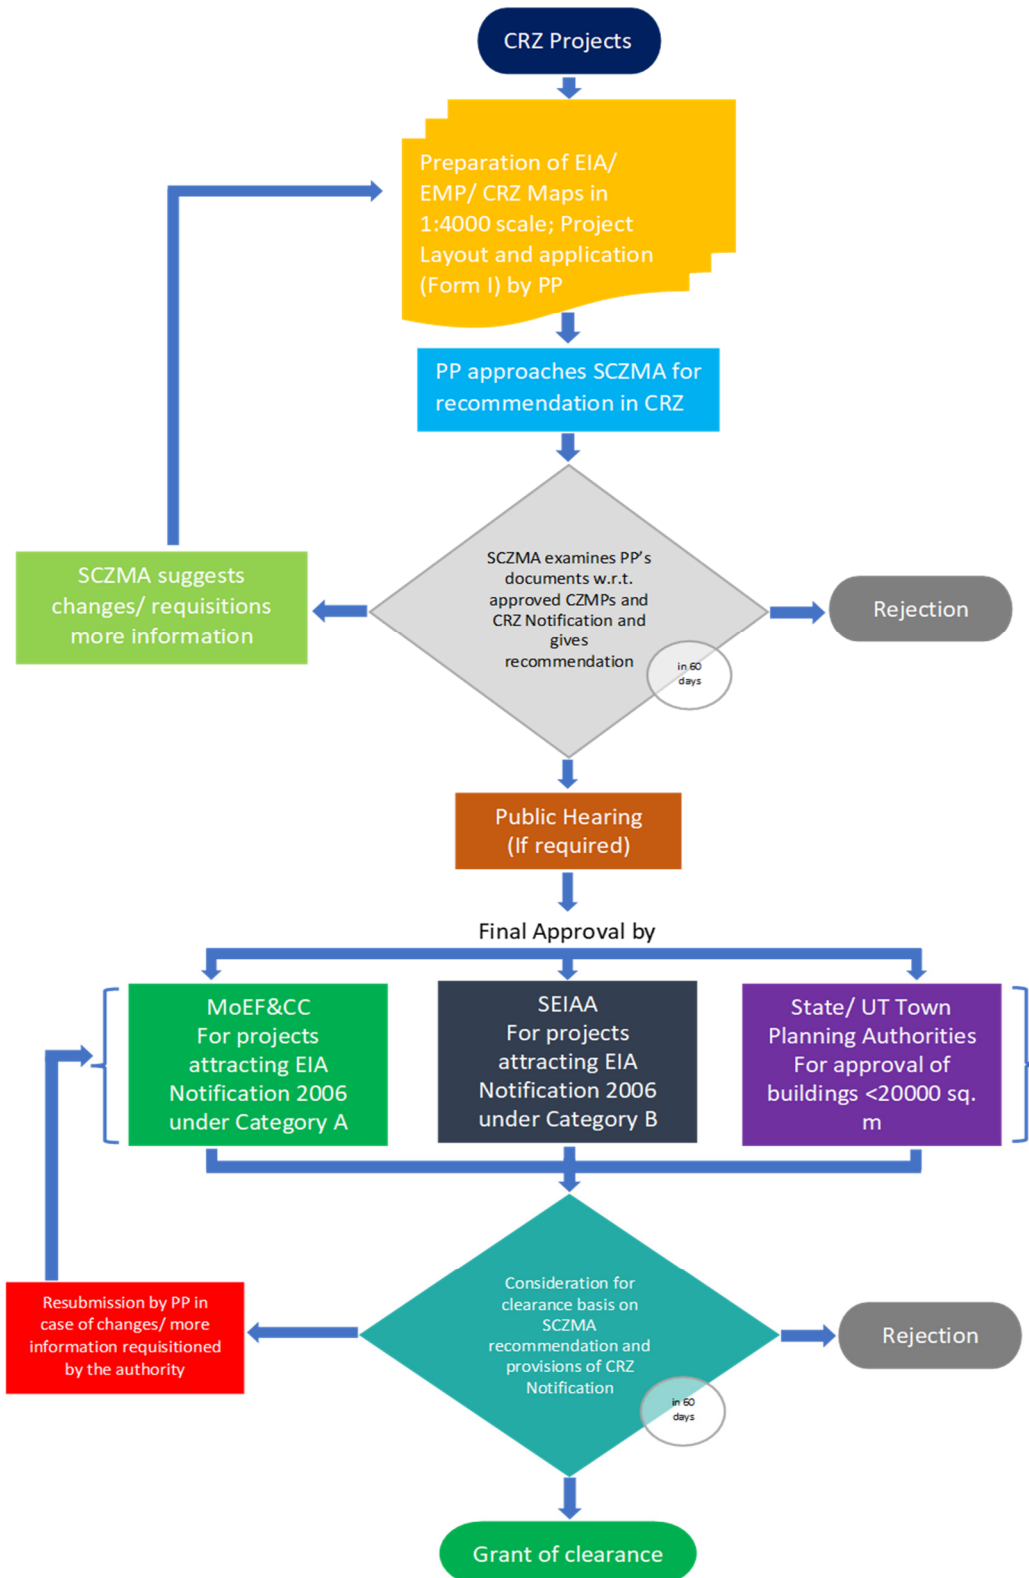 CRZ Projects
Preparation of EIA/
EMP/ CRZ Maps in
1:4000 scale; Project
Layout and application
(Form I) by PP
PP approaches SCZMA for
recommendation in CRZ
SCZMA examines PP's
documents w.r.t.
approved CZMPs and
CRZ Notification and
gives
recommendation
in 60
days
SCZMA suggests
changes/ requisitions
more information
Rejection
Public Hearing
(If required)
Final Approval by
MoEF&CC
For projects
attracting EIA
Notification 2006
under Category A
SEIAA
For projects
attracting EIA
Notification 2006
under Category B
State/ UT Town
Planning Authorities
For approval of
buildings <20000 sq.
m
Consideration for
clearance basis on
SCZMA
recommendation and
provisions of CRZ
Notification
in 60
days
Resubmission by PP in
case of changes/ more
information requisitioned
by the authority
Rejection
Grant of clearance